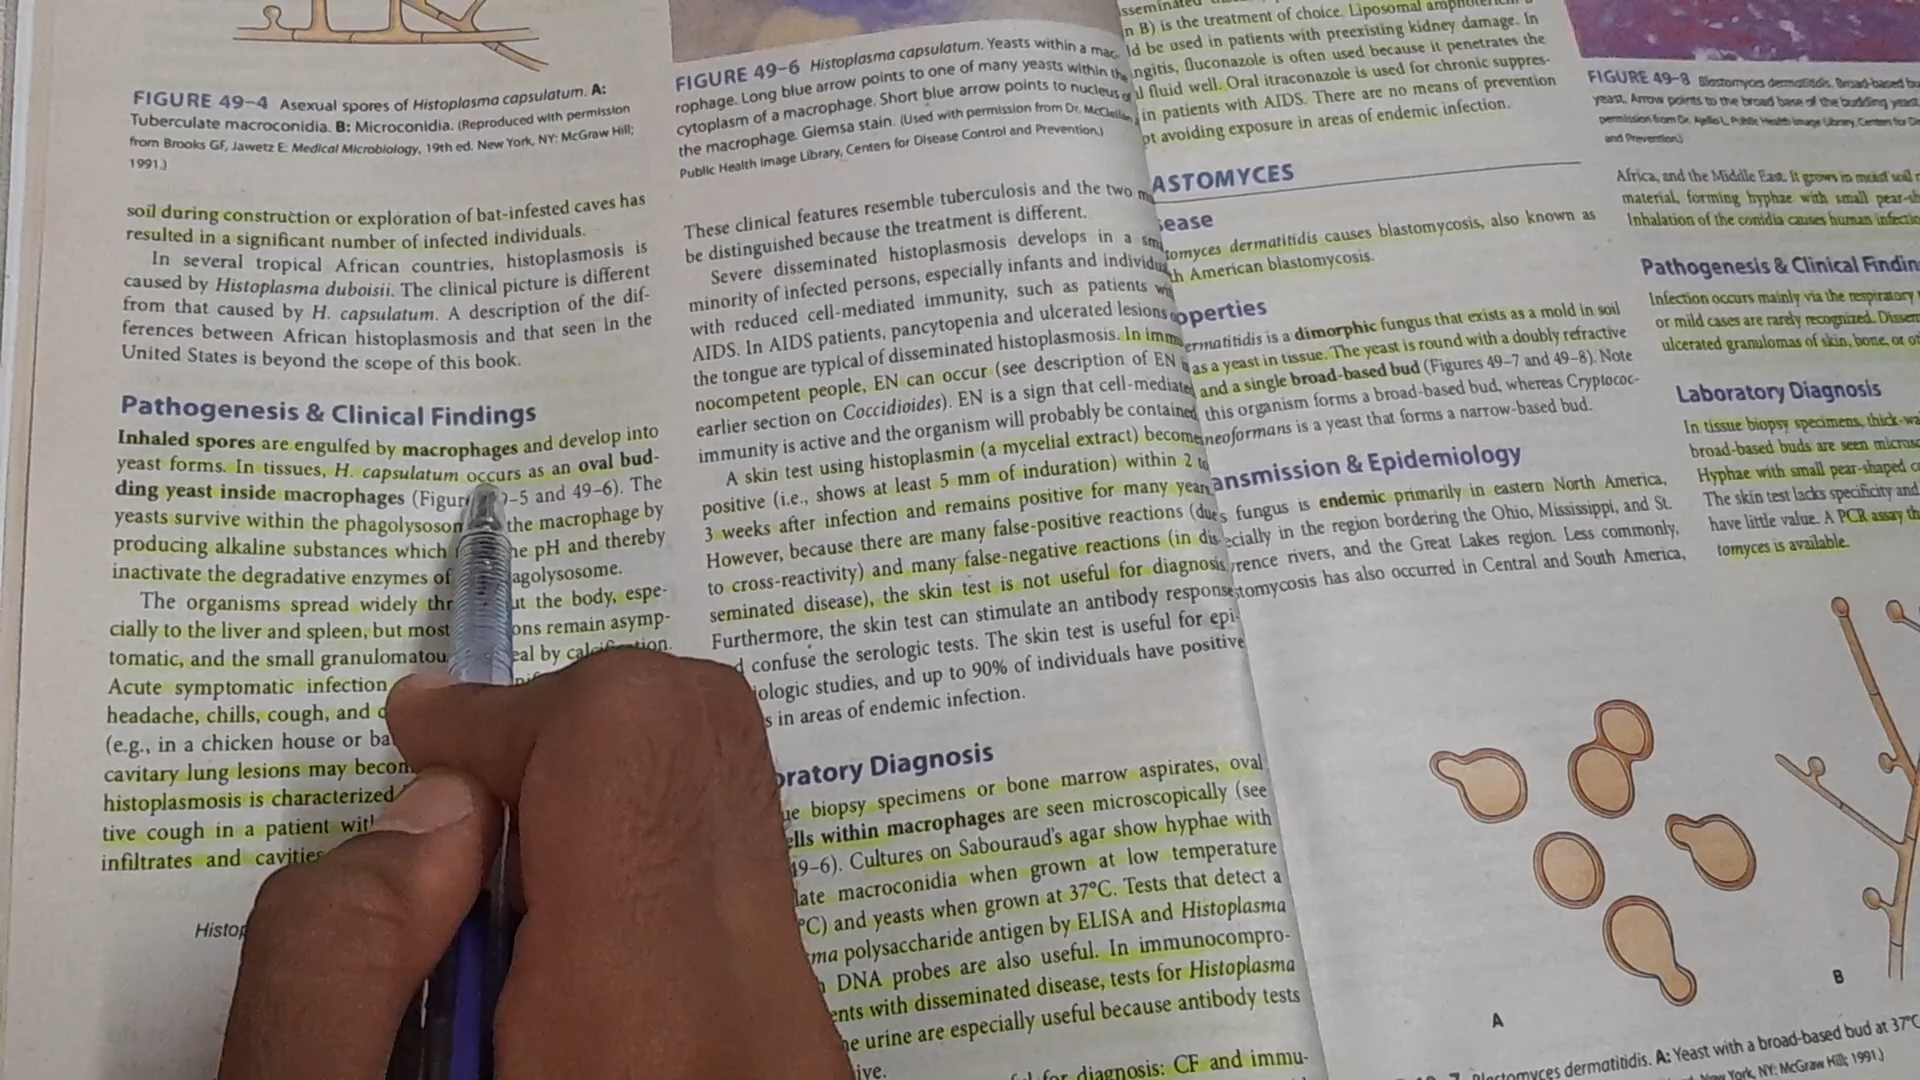 FIGURE 49–4 Asexual spores of Histoplasma capsulatum. A:
Tuberculate macroconidia. B: Microconidia. (Reproduced with permission
from Brooks GF, Jawetz E: Medical Microbiology, 19th ed. New York, NY: McGraw Hill;
1991.)
soil during construction or exploration of bat-infested caves has
resulted in a significant number of infected individuals.
In several tropical African countries, histoplasmosis is
caused by Histoplasma duboisii. The clinical picture is different
from that caused by H. capsulatum. A description of the dif-
ferences between African histoplasmosis and that seen in the
United States is beyond the scope of this book.
Pathogenesis & Clinical Findings
Inhaled spores are engulfed by macrophages and develop into
yeast forms. In tissues, H. capsulatum occurs as an oval bud-
ding yeast inside macrophages (Figur 9–5 and 49–6). The
yeasts survive within the phagolysoson the macrophage by
producing alkaline substances which he pH and thereby
inactivate the degradative enzymes of agolysosome.
The organisms spread widely thr ut the body, espe-
cially to the liver and spleen, but most ons remain asymp-
tomatic, and the small granulomatou eal by calcification.
Acute symptomatic infection
headache, chills, cough, and
(e.g., in a chicken house or ba
cavitary lung lesions may becom
histoplasmosis is characterized
tive cough in a patient with
infiltrates and cavities
Histop
FIGURE 49–6 Histoplasma capsulatum. Yeasts within a mac-
rophage. Long blue arrow points to one of many yeasts within the
cytoplasm of a macrophage. Short blue arrow points to nucleus of
the macrophage. Giemsa stain. (Used with permission from Dr. McClellan,
Public Health Image Library, Centers for Disease Control and Prevention.)
These clinical features resemble tuberculosis and the two m
be distinguished because the treatment is different.
Severe disseminated histoplasmosis develops in a sm
minority of infected persons, especially infants and individu
with reduced cell-mediated immunity, such as patients wi
AIDS. In AIDS patients, pancytopenia and ulcerated lesions o
the tongue are typical of disseminated histoplasmosis. In imm
nocompetent people, EN can occur (see description of EN i
earlier section on Coccidioides). EN is a sign that cell-mediated
immunity is active and the organism will probably be contained
A skin test using histoplasmin (a mycelial extract) become
positive (i.e., shows at least 5 mm of induration) within 2 to
3 weeks after infection and remains positive for many years
However, because there are many false-positive reactions (due
to cross-reactivity) and many false-negative reactions (in dis-
seminated disease), the skin test is not useful for diagnosis
Furthermore, the skin test can stimulate an antibody response
d confuse the serologic tests. The skin test is useful for epi-
iologic studies, and up to 90% of individuals have positive
s in areas of endemic infection.
oratory Diagnosis
ue biopsy specimens or bone marrow aspirates, oval
ells within macrophages are seen microscopically (see
49–6). Cultures on Sabouraud's agar show hyphae with
late macroconidia when grown at low temperature
°C) and yeasts when grown at 37°C. Tests that detect a
ma polysaccharide antigen by ELISA and Histoplasma
DNA probes are also useful. In immunocompro-
ents with disseminated disease, tests for Histoplasma
he urine are especially useful because antibody tests
ive.
for diagnosis: CF and immu-
n B) is the treatment of choice. Liposomal amphotericin B
ld be used in patients with preexisting kidney damage. In
ingitis, fluconazole is often used because it penetrates the
l fluid well. Oral itraconazole is used for chronic suppres-
in patients with AIDS. There are no means of prevention
pt avoiding exposure in areas of endemic infection.
ASTOMYCES
sease
tomyces dermatitidis causes blastomycosis, also known as
th American blastomycosis.
operties
ermatitidis is a dimorphic fungus that exists as a mold in soil
as a yeast in tissue. The yeast is round with a doubly refractive
and a single broad-based bud (Figures 49–7 and 49–8). Note
this organism forms a broad-based bud, whereas Cryptococ-
neoformans is a yeast that forms a narrow-based bud.
ansmission & Epidemiology
s fungus is endemic primarily in eastern North America,
ecially in the region bordering the Ohio, Mississippi, and St.
rence rivers, and the Great Lakes region. Less commonly,
stomycosis has also occurred in Central and South America,
A
B
7 Blastomyces dermatitidis. A: Yeast with a broad-based bud at 37°C
New York, NY: McGraw Hill; 1991.)
FIGURE 49–8 Blastomyces dermatitidis. Broad-based bu
yeast. Arrow points to the broad base of the budding yeast.
permission from Dr. Ajello L, Public Health Image Library, Centers for Di
and Prevention.)
Africa, and the Middle East. It grows in moist soil r
material, forming hyphae with small pear-sh
Inhalation of the conidia causes human infection
Pathogenesis & Clinical Findin
Infection occurs mainly via the respiratory
or mild cases are rarely recognized. Dissem
ulcerated granulomas of skin, bone, or ot
Laboratory Diagnosis
In tissue biopsy specimens, thick-wa
broad-based buds are seen microsc
Hyphae with small pear-shaped c
The skin test lacks specificity and
have little value. A PCR assay th
tomyces is available.